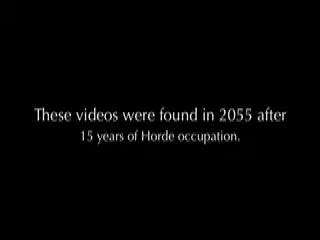 These videos were found in 2055 after
15 years of Horde occupation.